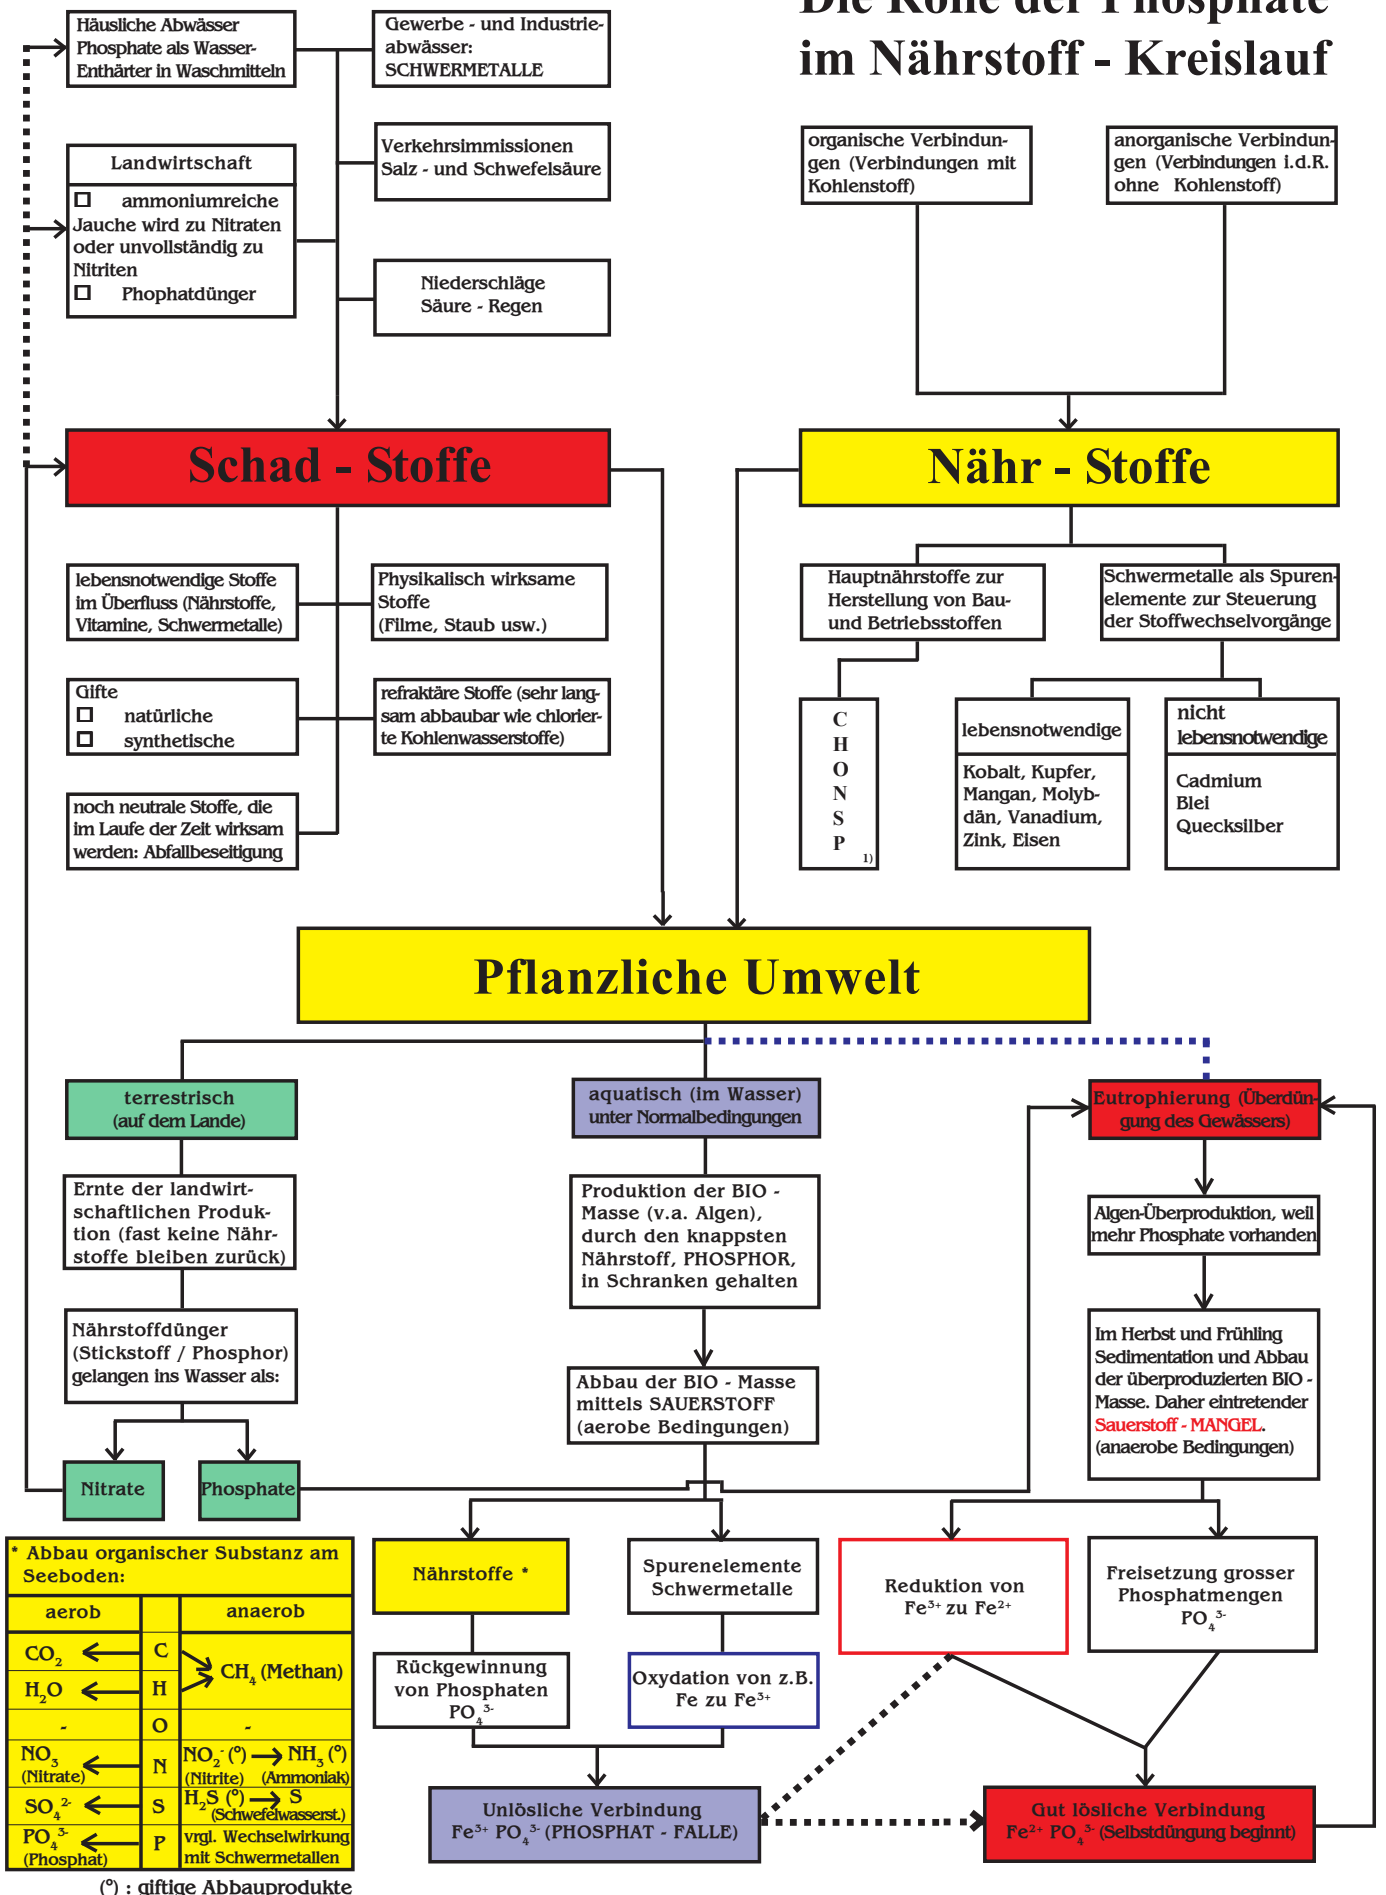 Die Rolle der Phosphate
im Nährstoff - Kreislauf
Häusliche Abwässer
Phosphate als Wasser-
Enthärter in Waschmitteln
Gewerbe - und Industrie-
abwässer:
SCHWERMETALLE
Landwirtschaft
ammoniumreiche
Jauche wird zu Nitraten
oder unvollständig zu
Nitriten
Phophatdünger
Verkehrsimmissionen
Salz - und Schwefelsäure
Niederschläge
Säure - Regen
organische Verbindun-
gen (Verbindungen mit
Kohlenstoff)
anorganische Verbindun-
gen (Verbindungen i.d.R.
ohne Kohlenstoff)
Schad - Stoffe
Nähr - Stoffe
lebensnotwendige Stoffe
im Überfluss (Nährstoffe,
Vitamine, Schwermetalle)
Physikalisch wirksame
Stoffe
(Filme, Staub usw.)
Gifte
natürliche
synthetische
refraktäre Stoffe (sehr lang-
sam abbaubar wie chlorier-
te Kohlenwasserstoffe)
noch neutrale Stoffe, die
im Laufe der Zeit wirksam
werden: Abfallbeseitigung
Hauptnährstoffe zur
Herstellung von Bau-
und Betriebsstoffen
Schwermetalle als Spuren-
elemente zur Steuerung
der Stoffwechselvorgänge
C
H
O
N
S
P
1)
lebensnotwendige
Kobalt, Kupfer,
Mangan, Molyb-
dän, Vanadium,
Zink, Eisen
nicht
lebensnotwendige
Cadmium
Blei
Quecksilber
Pflanzliche Umwelt
terrestrisch
(auf dem Lande)
aquatisch (im Wasser)
unter Normalbedingungen
Eutrophierung (Überdün-
gung des Gewässers)
Ernte der landwirt-
schaftlichen Produk-
tion (fast keine Nähr-
stoffe bleiben zurück)
Produktion der BIO -
Masse (v.a. Algen),
durch den knappsten
Nährstoff, PHOSPHOR,
in Schranken gehalten
Algen-Überproduktion, weil
mehr Phosphate vorhanden
Nährstoffdünger
(Stickstoff / Phosphor)
gelangen ins Wasser als:
Abbau der BIO - Masse
mittels SAUERSTOFF
(aerobe Bedingungen)
Im Herbst und Frühling
Sedimentation und Abbau
der überproduzierten BIO -
Masse. Daher eintretender
Sauerstoff - MANGEL.
(anaerobe Bedingungen)
Nitrate
Phosphate
* Abbau organischer Substanz am
Seeboden:
aerob anaerob
CO₂ C CH₄ (Methan)
H₂O H
- O -
NO₃ N NO₂⁻ (°) NH₃ (°)
(Nitrate) (Nitrite) (Ammoniak)
SO₄²⁻ S H₂S (°) S
(Schwefelwasserst.)
PO₄³⁻ P vrgl. Wechselwirkung
(Phosphat) mit Schwermetallen
(°) : giftige Abbauprodukte
Nährstoffe *
Spurenelemente
Schwermetalle
Reduktion von
Fe³⁺ zu Fe²⁺
Freisetzung grosser
Phosphatmengen
PO₄³⁻
Rückgewinnung
von Phosphaten
PO₄³⁻
Oxydation von z.B.
Fe zu Fe³⁺
Unlösliche Verbindung
Fe³⁺ PO₄³⁻ (PHOSPHAT - FALLE)
Gut lösliche Verbindung
Fe²⁺ PO₄³⁻ (Selbstdüngung beginnt)